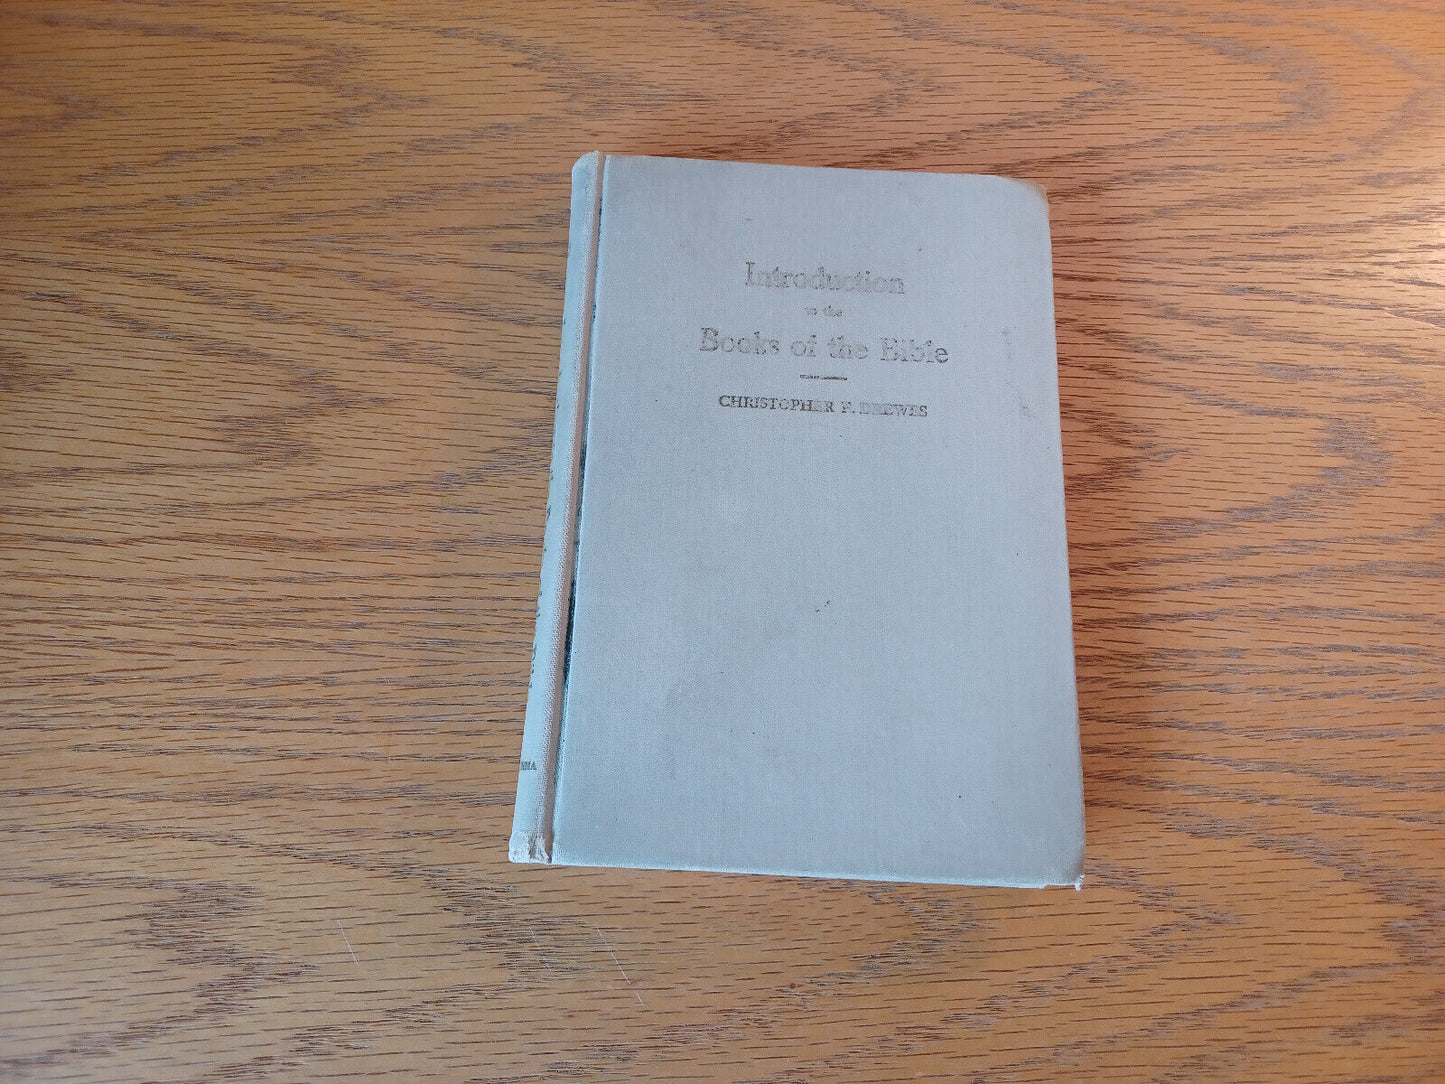 Introduction
to the
Books of the Bible
CHRISTOPHER F. DREWES